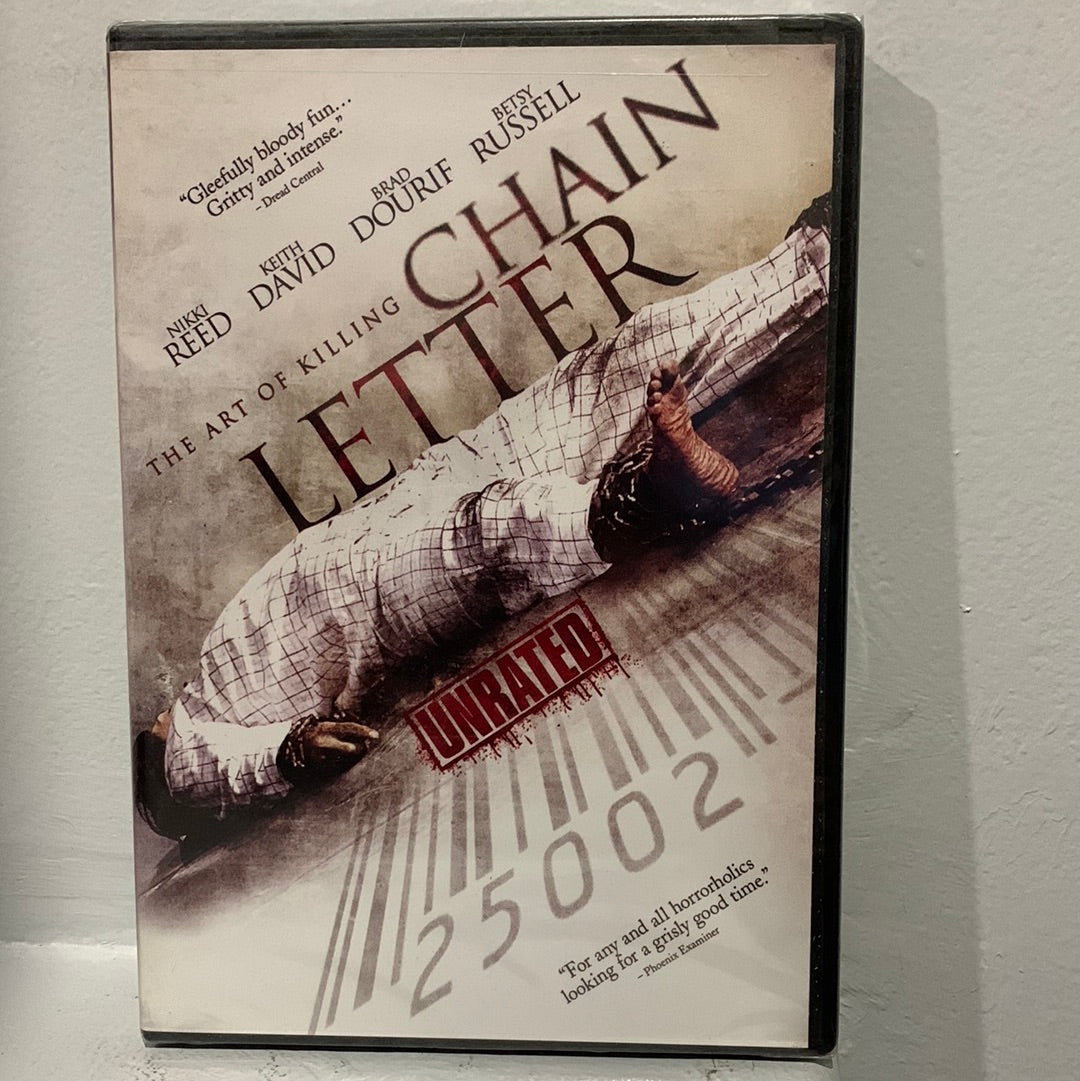 “Gleefully bloody fun...
Gritty and intense.”
– Dread Central
NIKKI
REED
KEITH
DAVID
BRAD
DOURIF
BETSY
RUSSELL
THE ART OF KILLING
CHAIN
LETTER
UNRATED
25002
“For any and all horrorholics
looking for a grisly good time.”
– Phoenix Examiner